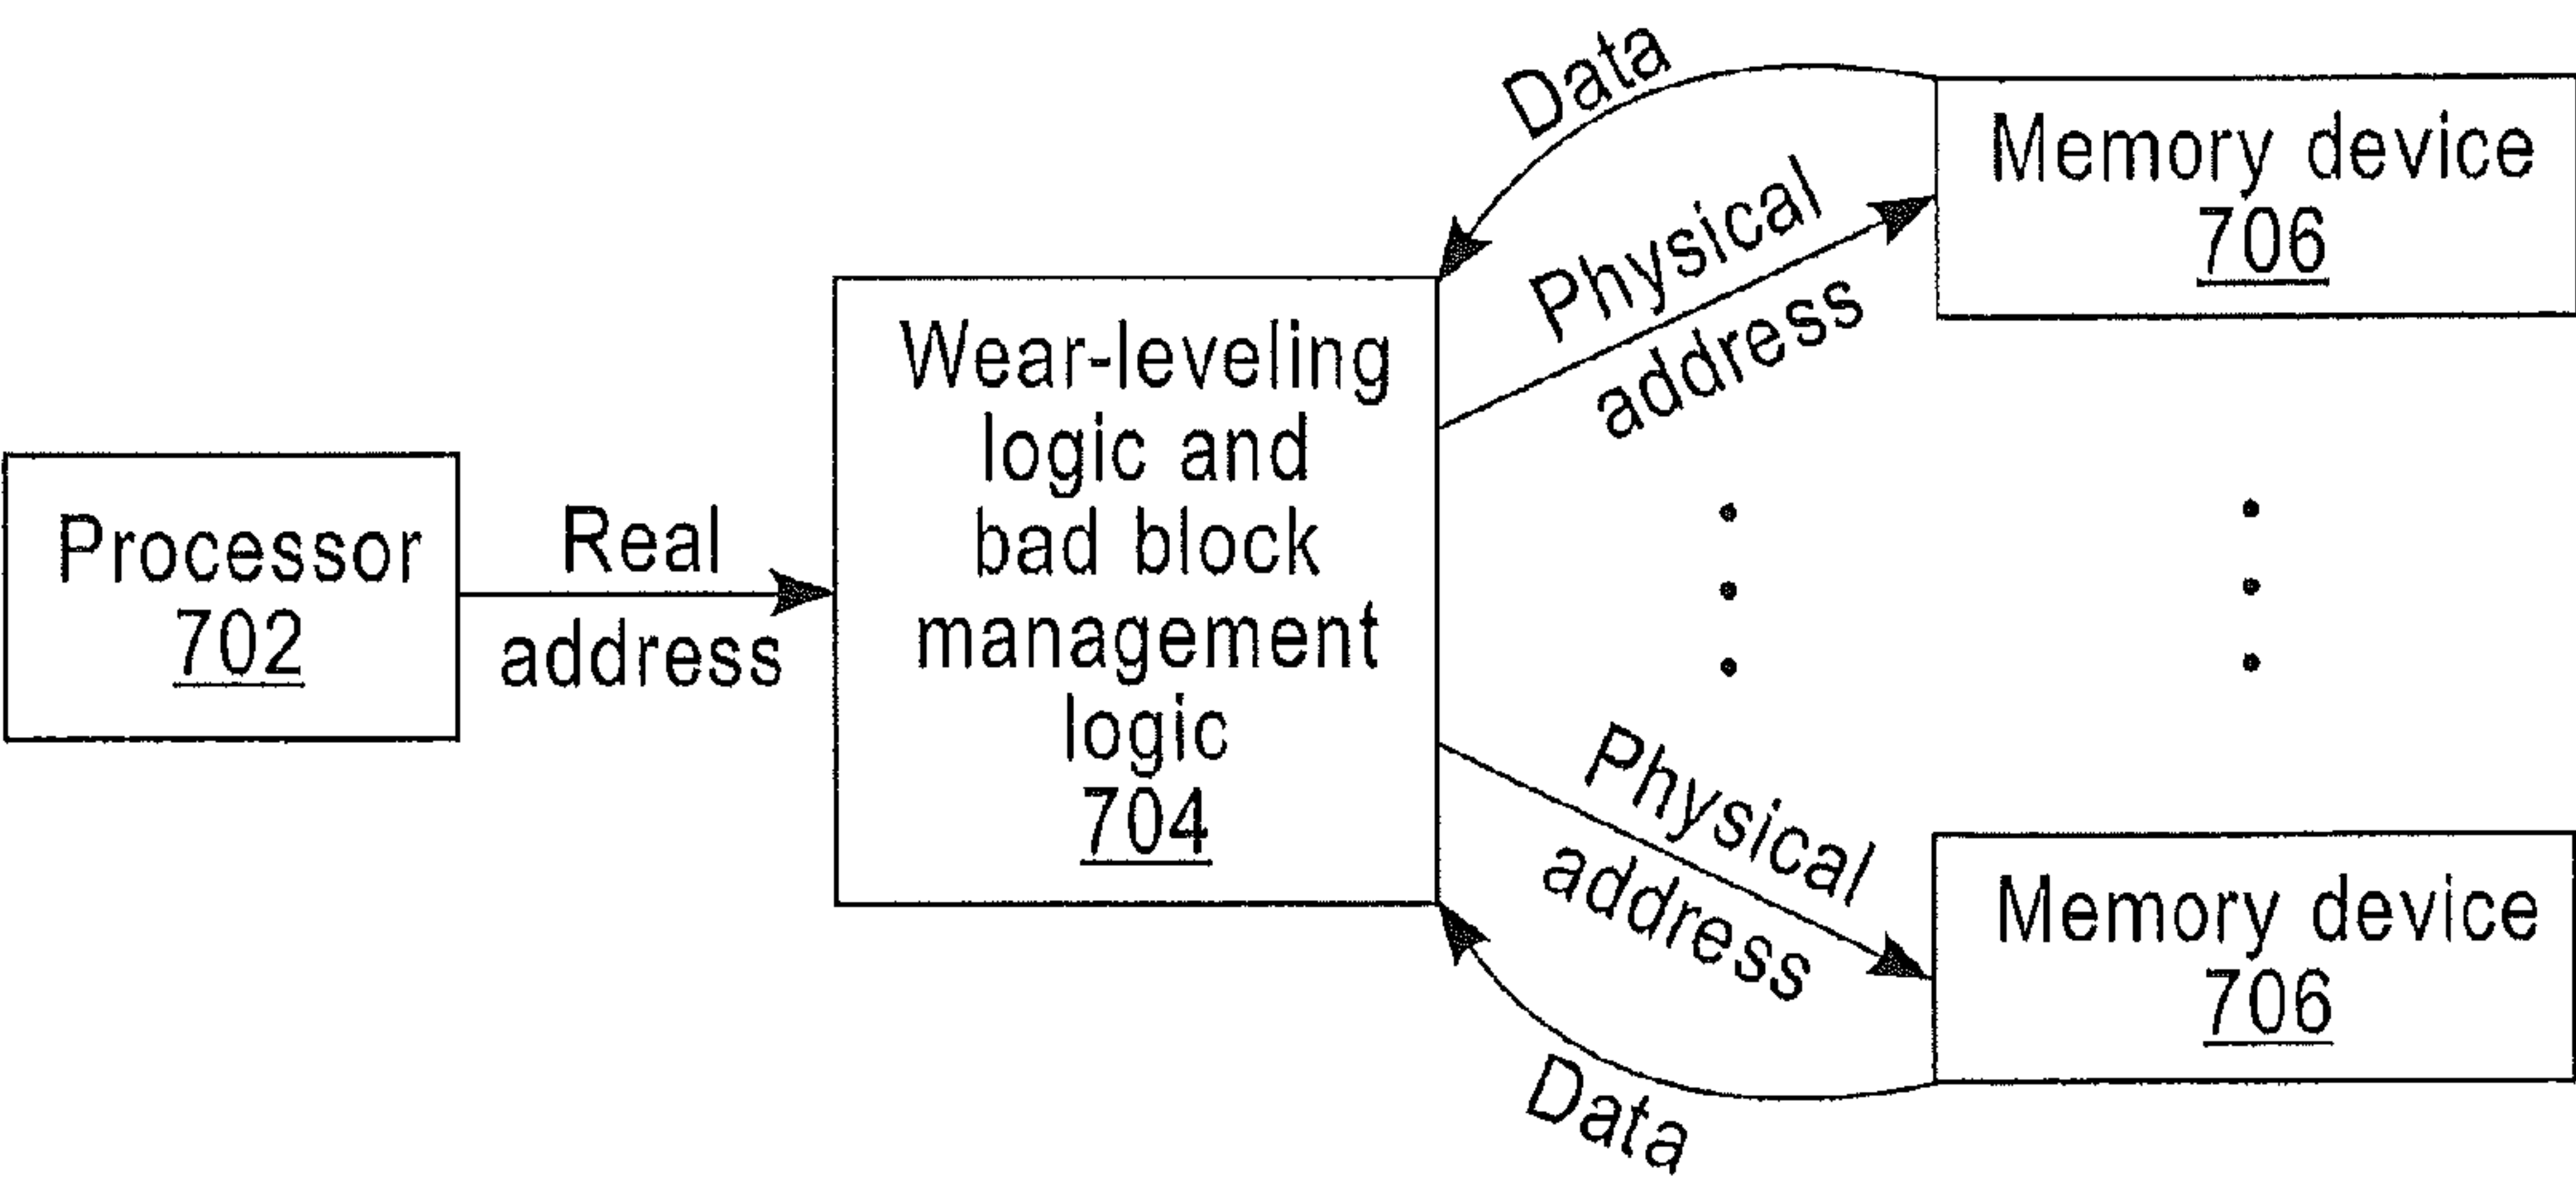 Processor
702
Real
address
Wear-leveling
logic and
bad block
management
logic
704
Data
Physical
address
Memory device
706
Physical
address
Data
Memory device
706